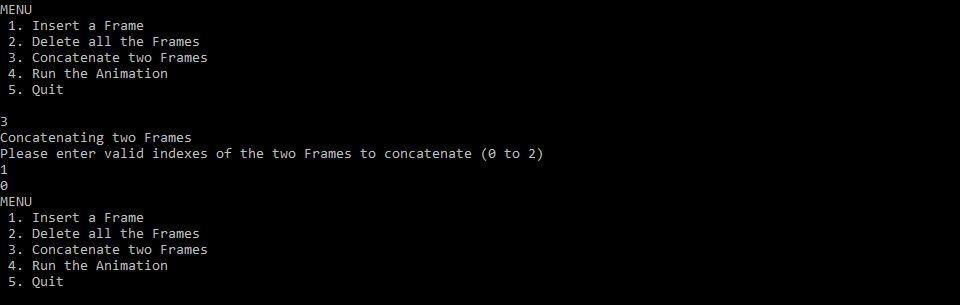 MENU
1. Insert a Frame
2. Delete all the Frames
3. Concatenate two Frames
4. Run the Animation
5. Quit
3
Concatenating two Frames
Please enter valid indexes of the two Frames to concatenate (0 to 2)
1
0
MENU
1. Insert a Frame
2. Delete all the Frames
3. Concatenate two Frames
4. Run the Animation
5. Quit